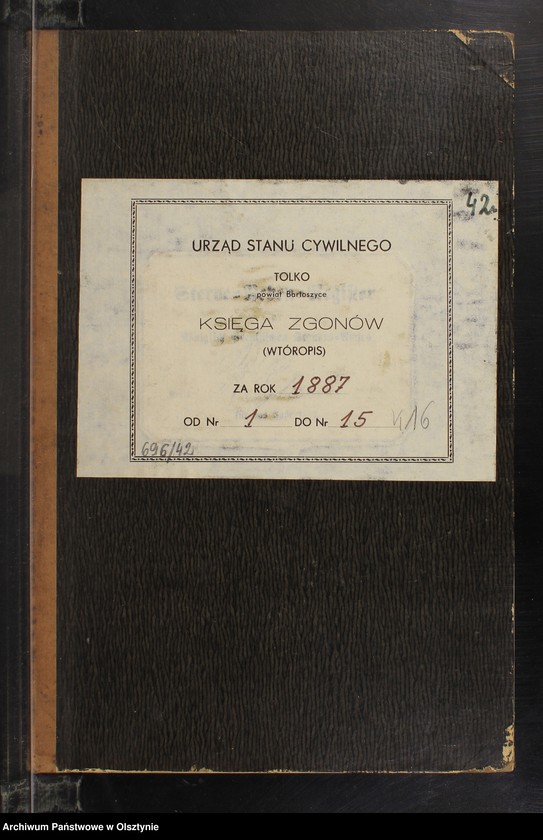 42
URZĄD STANU CYWILNEGO
TOLKO
powiat Bartoszyce
KSIĘGA ZGONÓW
(WTÓROPIS)
ZA ROK 1887
OD Nr 1 DO Nr 15 16
696/42
Archiwum Państwowe w Olsztynie